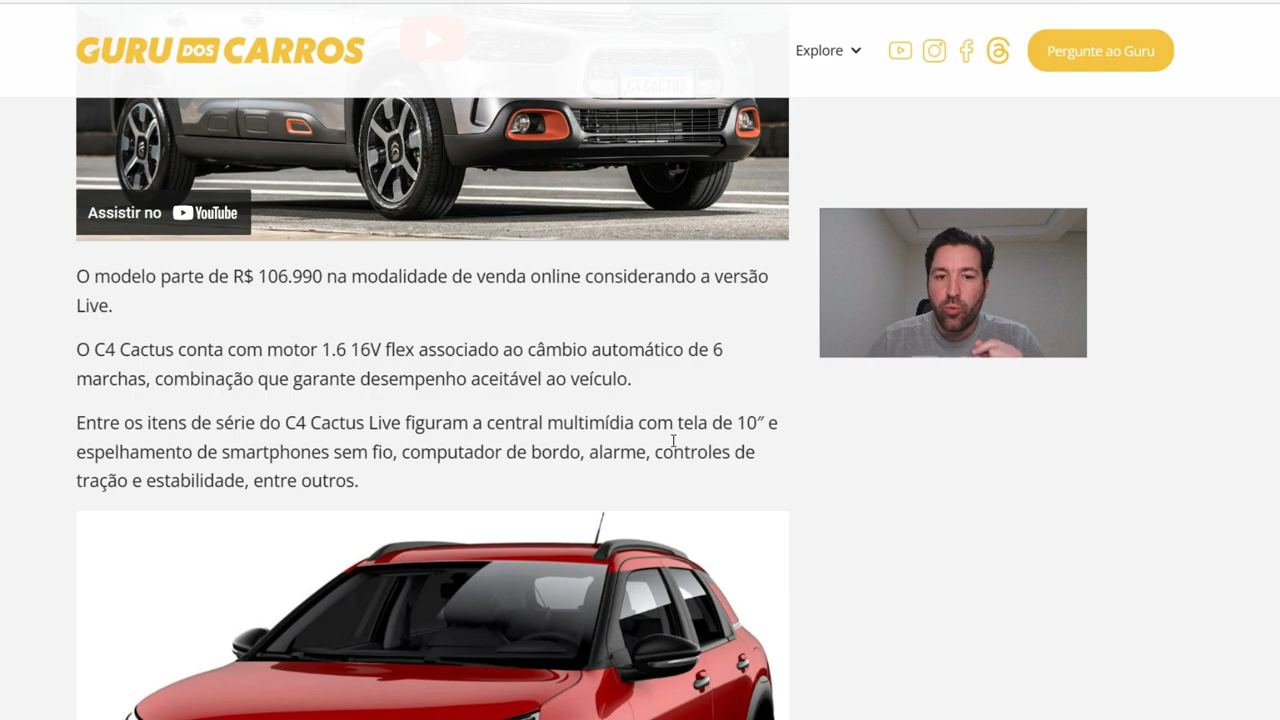 GURU DOS CARROS
Explore
Pergunte ao Guru
C4 CACTUS
Assistir no YouTube
O modelo parte de R$ 106.990 na modalidade de venda online considerando a versão
Live.
O C4 Cactus conta com motor 1.6 16V flex associado ao câmbio automático de 6
marchas, combinação que garante desempenho aceitável ao veículo.
Entre os itens de série do C4 Cactus Live figuram a central multimídia com tela de 10″ e
espelhamento de smartphones sem fio, computador de bordo, alarme, controles de
tração e estabilidade, entre outros.